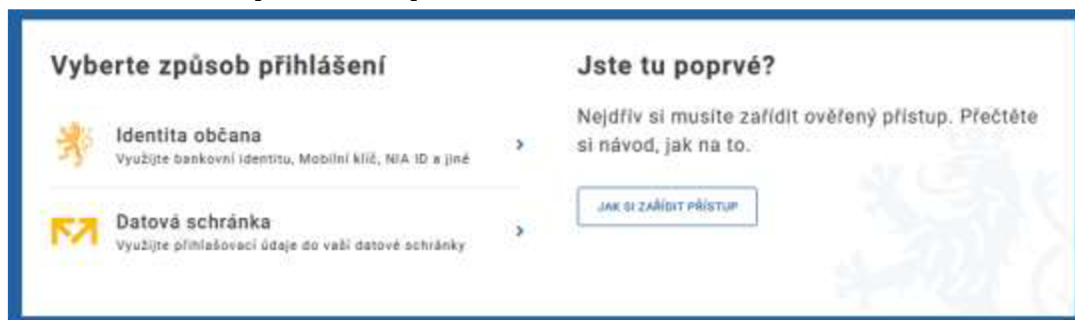 Vyberte způsob přihlášení
Identita občana
Využijte bankovní identitu, Mobilní klíč, NIA ID a jiné
Datová schránka
Využijte přihlašovací údaje do vaší datové schránky
Jste tu poprvé?
Nejdřív si musíte zařídit ověřený přístup. Přečtěte
si návod, jak na to.
JAK SI ZAŘÍDIT PŘÍSTUP